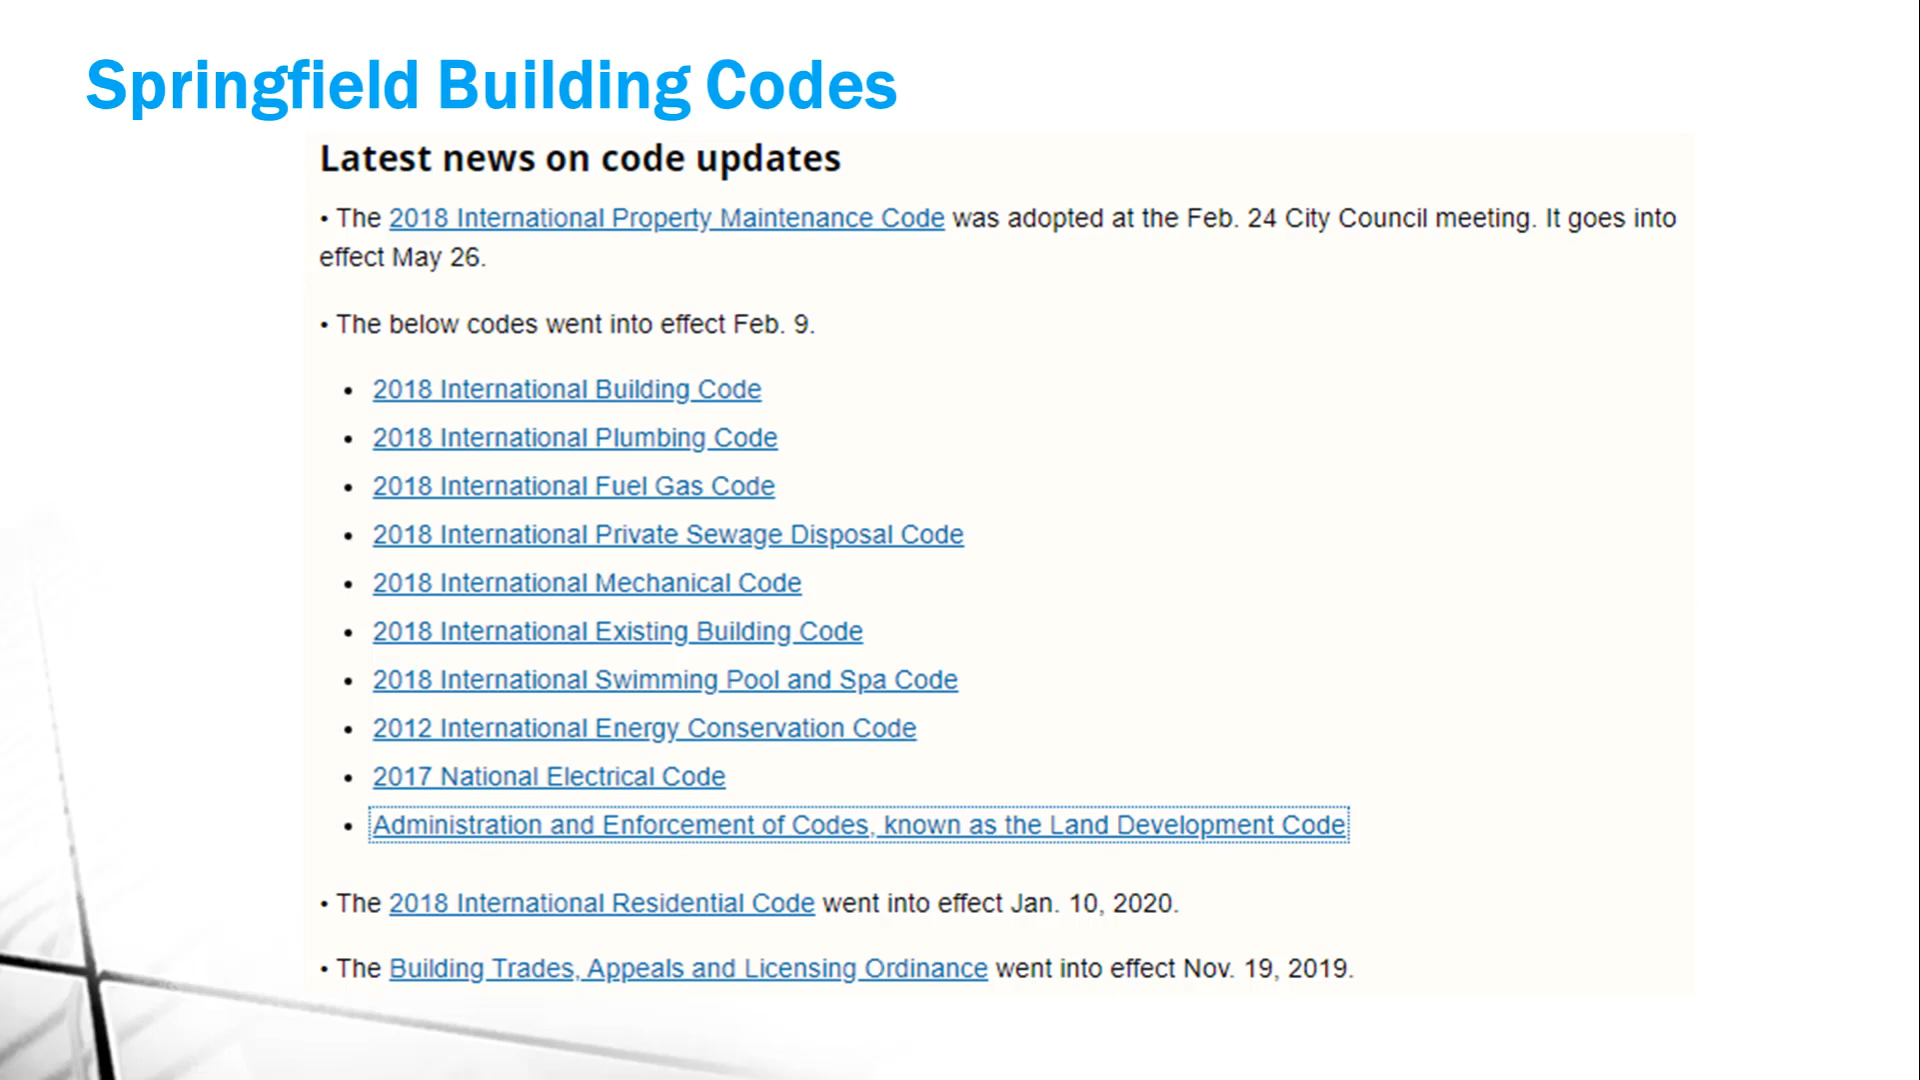 Springfield Building Codes
Latest news on code updates
• The 2018 International Property Maintenance Code was adopted at the Feb. 24 City Council meeting. It goes into
effect May 26.
• The below codes went into effect Feb. 9.
• 2018 International Building Code
• 2018 International Plumbing Code
• 2018 International Fuel Gas Code
• 2018 International Private Sewage Disposal Code
• 2018 International Mechanical Code
• 2018 International Existing Building Code
• 2018 International Swimming Pool and Spa Code
• 2012 International Energy Conservation Code
• 2017 National Electrical Code
• Administration and Enforcement of Codes, known as the Land Development Code
• The 2018 International Residential Code went into effect Jan. 10, 2020.
• The Building Trades, Appeals and Licensing Ordinance went into effect Nov. 19, 2019.